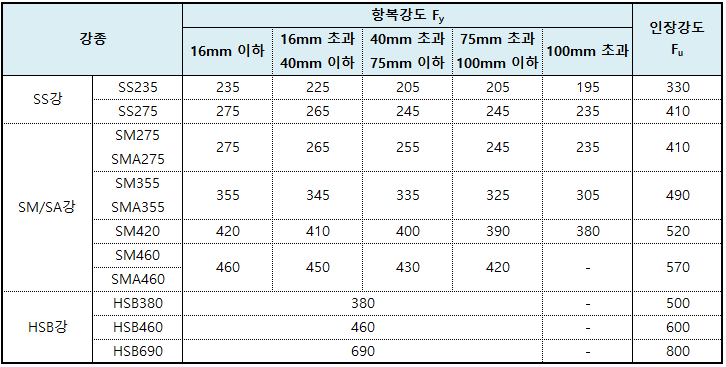 강종 항복강도 Fy 인장강도 Fu
16mm 이하 16mm 초과 40mm 이하 40mm 초과 75mm 이하 75mm 초과 100mm 이하 100mm 초과
SS강 SS235 235 225 205 205 195 330
SS275 275 265 245 245 235 410
SM/SA강 SM275 SMA275 275 265 255 245 235 410
SM355 SMA355 355 345 335 325 305 490
SM420 420 410 400 390 380 520
SM460 SMA460 460 450 430 420 - 570
HSB강 HSB380 380 - 500
HSB460 460 - 600
HSB690 690 - 800